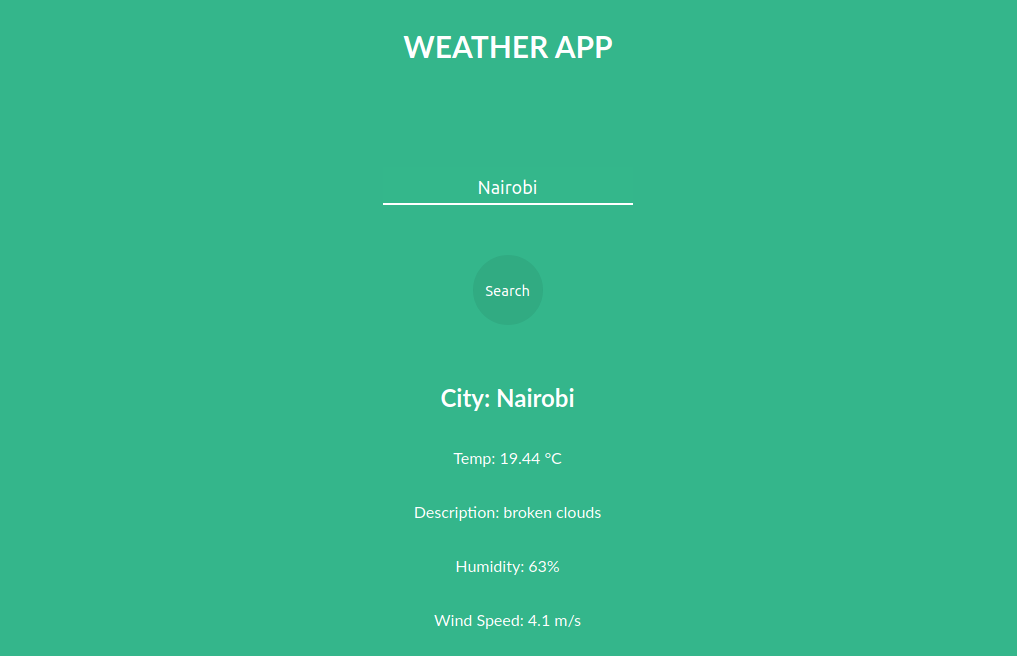 WEATHER APP
Nairobi
Search
City: Nairobi
Temp: 19.44 °C
Description: broken clouds
Humidity: 63%
Wind Speed: 4.1 m/s